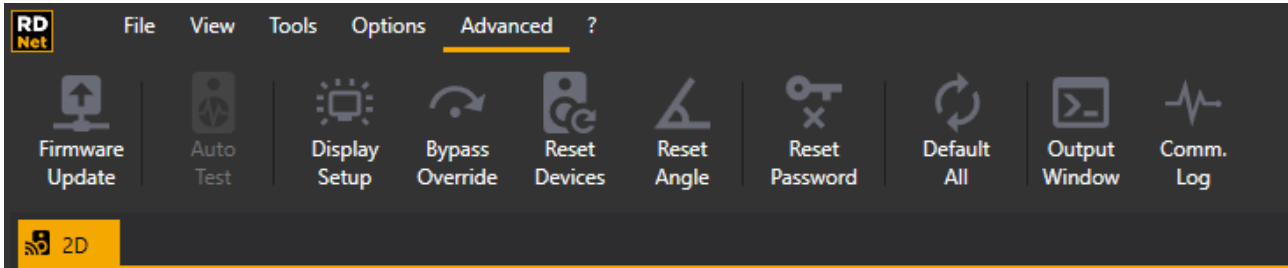 RD
Net
File View Tools Options Advanced ?
Firmware Update
Auto Test
Display Setup
Bypass Override
Reset Devices
Reset Angle
Reset Password
Default All
Output Window
Comm. Log
2D